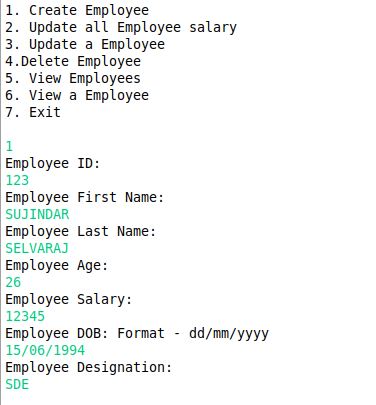 1. Create Employee
2. Update all Employee salary
3. Update a Employee
4.Delete Employee
5. View Employees
6. View a Employee
7. Exit
1
Employee ID:
123
Employee First Name:
SUJINDAR
Employee Last Name:
SELVARAJ
Employee Age:
26
Employee Salary:
12345
Employee DOB: Format - dd/mm/yyyy
15/06/1994
Employee Designation:
SDE